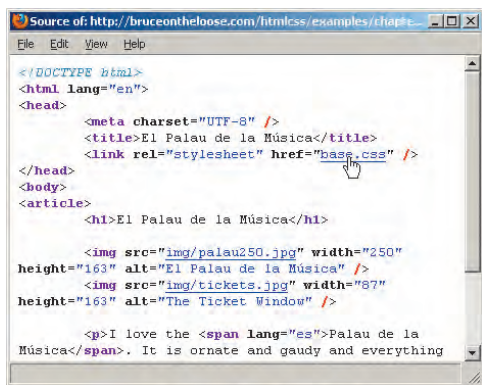 Source of: http://bruceontheloose.com/htmlcss/examples/chapte...
File Edit View Help
<!DOCTYPE html>
<html lang="en">
<head>
<meta charset="UTF-8" />
<title>El Palau de la Música</title>
<link rel="stylesheet" href="base.css" />
</head>
<body>
<article>
<h1>El Palau de la Música</h1>
<img src="img/palau250.jpg" width="250"
height="163" alt="El Palau de la Música" />
<img src="img/tickets.jpg" width="87"
height="163" alt="The Ticket Window" />
<p>I love the <span lang="es">Palau de la
Música</span>. It is ornate and gaudy and everything